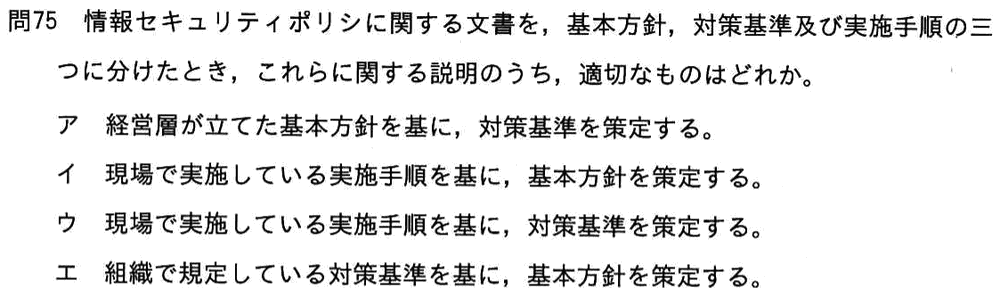 問75 情報セキュリティポリシに関する文書を，基本方針，対策基準及び実施手順の三
つに分けたとき，これらに関する説明のうち，適切なものはどれか。
ア 経営層が立てた基本方針を基に，対策基準を策定する。
イ 現場で実施している実施手順を基に，基本方針を策定する。
ウ 現場で実施している実施手順を基に，対策基準を策定する。
エ 組織で規定している対策基準を基に，基本方針を策定する。